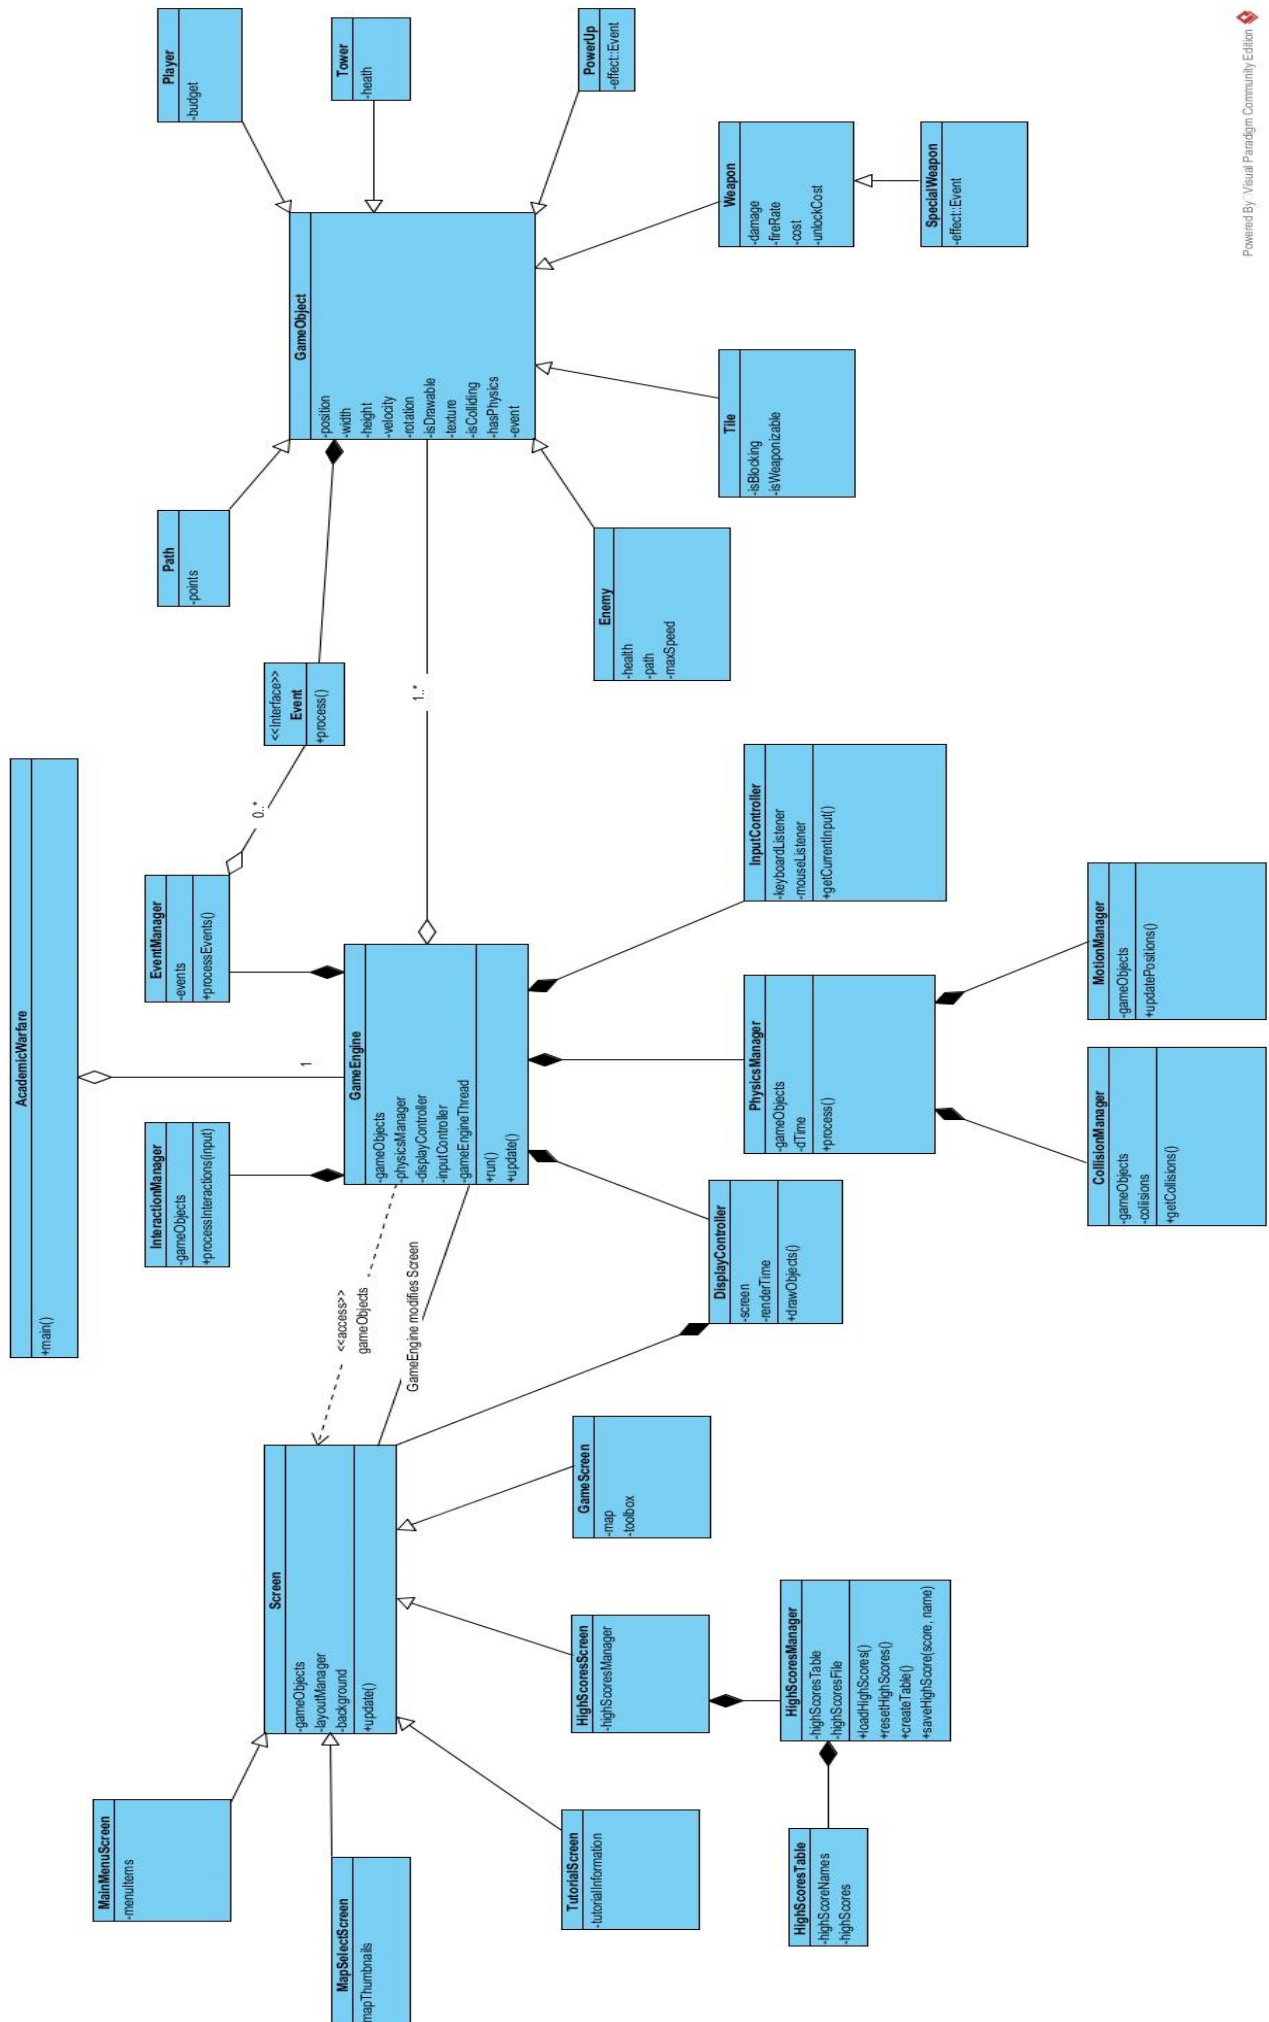 AcademicWarfare
+main()
InteractionManager
-gameObjects
+processInteractions(input)
EventManager
-events
+processEvents()
0..*
<<Interface>>
Event
+process()
1
GameEngine
-gameObjects
-physicsManager
-displayController
-inputController
-gameEngineThread
+run()
+update()
1..*
<<access>>
gameObjects
GameEngine modifies Screen
MainMenuScreen
-menuItems
MapSelectScreen
mapThumbnails
Screen
-gameObjects
-layoutManager
-background
+update()
TutorialScreen
-tutorialInformation
HighScoresScreen
-highScoresManager
GameScreen
-map
-toolbox
HighScoresTable
-highScoreNames
-highScores
HighScoresManager
-highScoresTable
-highScoresFile
+loadHighScores()
+resetHighScores()
+createTable()
+saveHighScore(score, name)
DisplayController
-screen
-renderTime
+drawObjects()
PhysicsManager
-gameObjects
-dTime
+process()
InputController
-keyboardListener
-mouseListener
+getCurrentInput()
CollisionManager
-gameObjects
-collisions
+getCollisions()
MotionManager
-gameObjects
+updatePositions()
Path
-points
Player
-budget
GameObject
-position
-width
-height
-velocity
-rotation
-isDrawable
-texture
-isColliding
-hasPhysics
-event
Tower
-heath
PowerUp
-effect::Event
Enemy
-health
-path
-maxSpeed
Tile
-isBlocking
-isWeaponizable
Weapon
-damage
-fireRate
-cost
-unlockCost
SpecialWeapon
-effect::Event
Powered By Visual Paradigm Community Edition